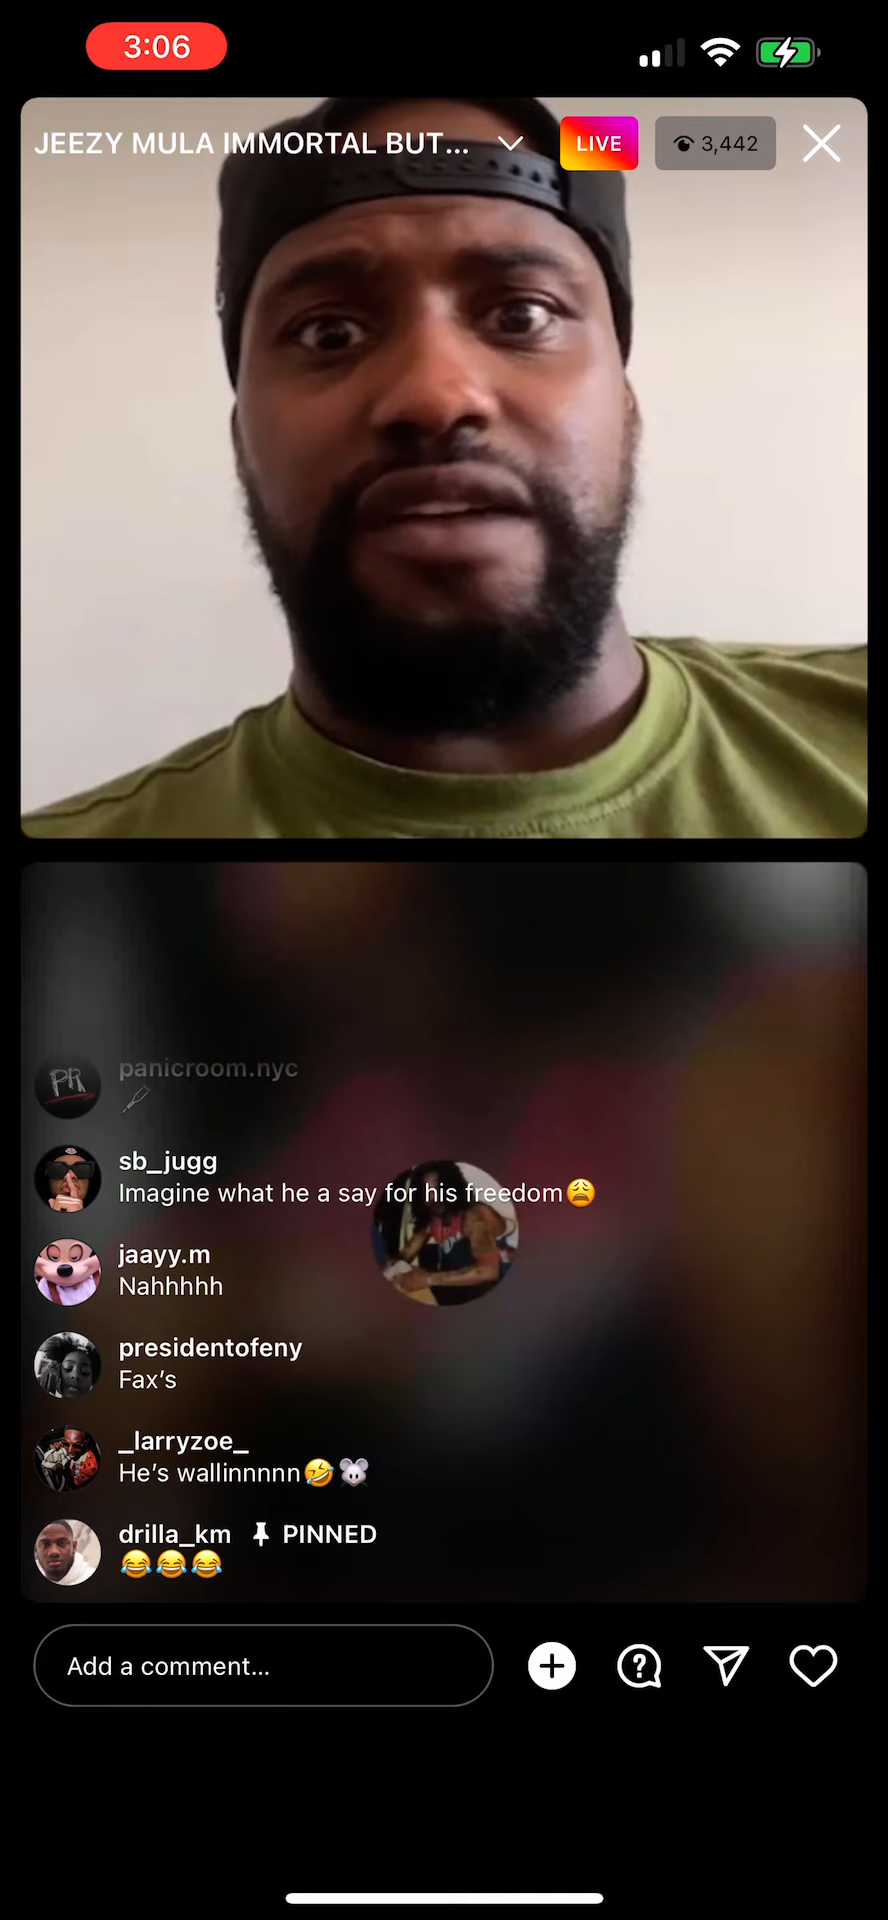 3:06
JEEZY MULA IMMORTAL BUT...
LIVE
3,442
PR
panicroom.nyc
sb_jugg
Imagine what he a say for his freedom😩
jaayy.m
Nahhhhh
presidentofeny
Fax's
_larryzoe_
He's wallinnnnn🤣🐭
drilla_km PINNED
😂😂😂
Add a comment...